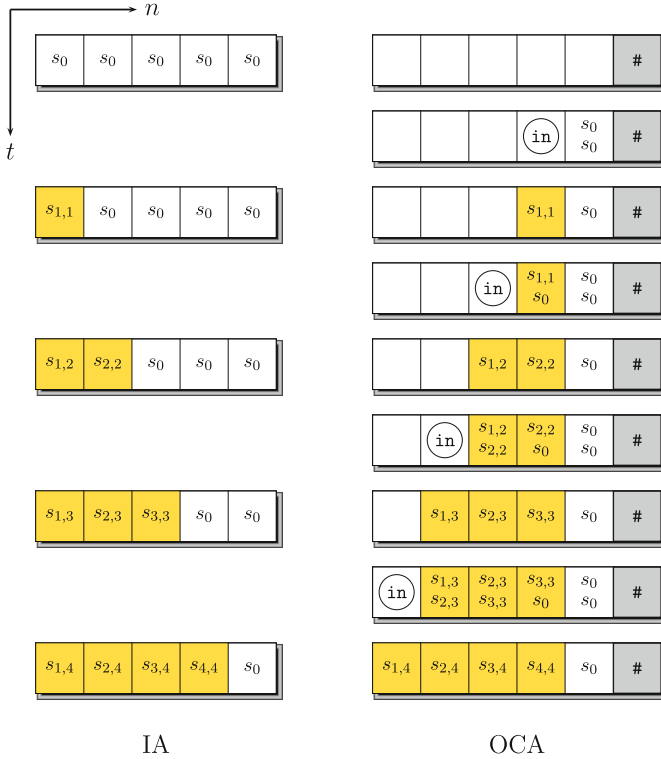 n
s0 s0 s0 s0 s0 #
t
in s0 #
s0
s1,1 s0 s0 s0 s0 s1,1 s0 #
in s1,1 s0 #
s0 s0
s1,2 s2,2 s0 s0 s0 s1,2 s2,2 s0 #
in s1,2 s2,2 s0 #
s2,2 s0 s0
s1,3 s2,3 s3,3 s0 s0 s1,3 s2,3 s3,3 s0 #
in s1,3 s2,3 s3,3 s0 #
s2,3 s3,3 s0 s0
s1,4 s2,4 s3,4 s4,4 s0 s1,4 s2,4 s3,4 s4,4 s0 #
IA OCA